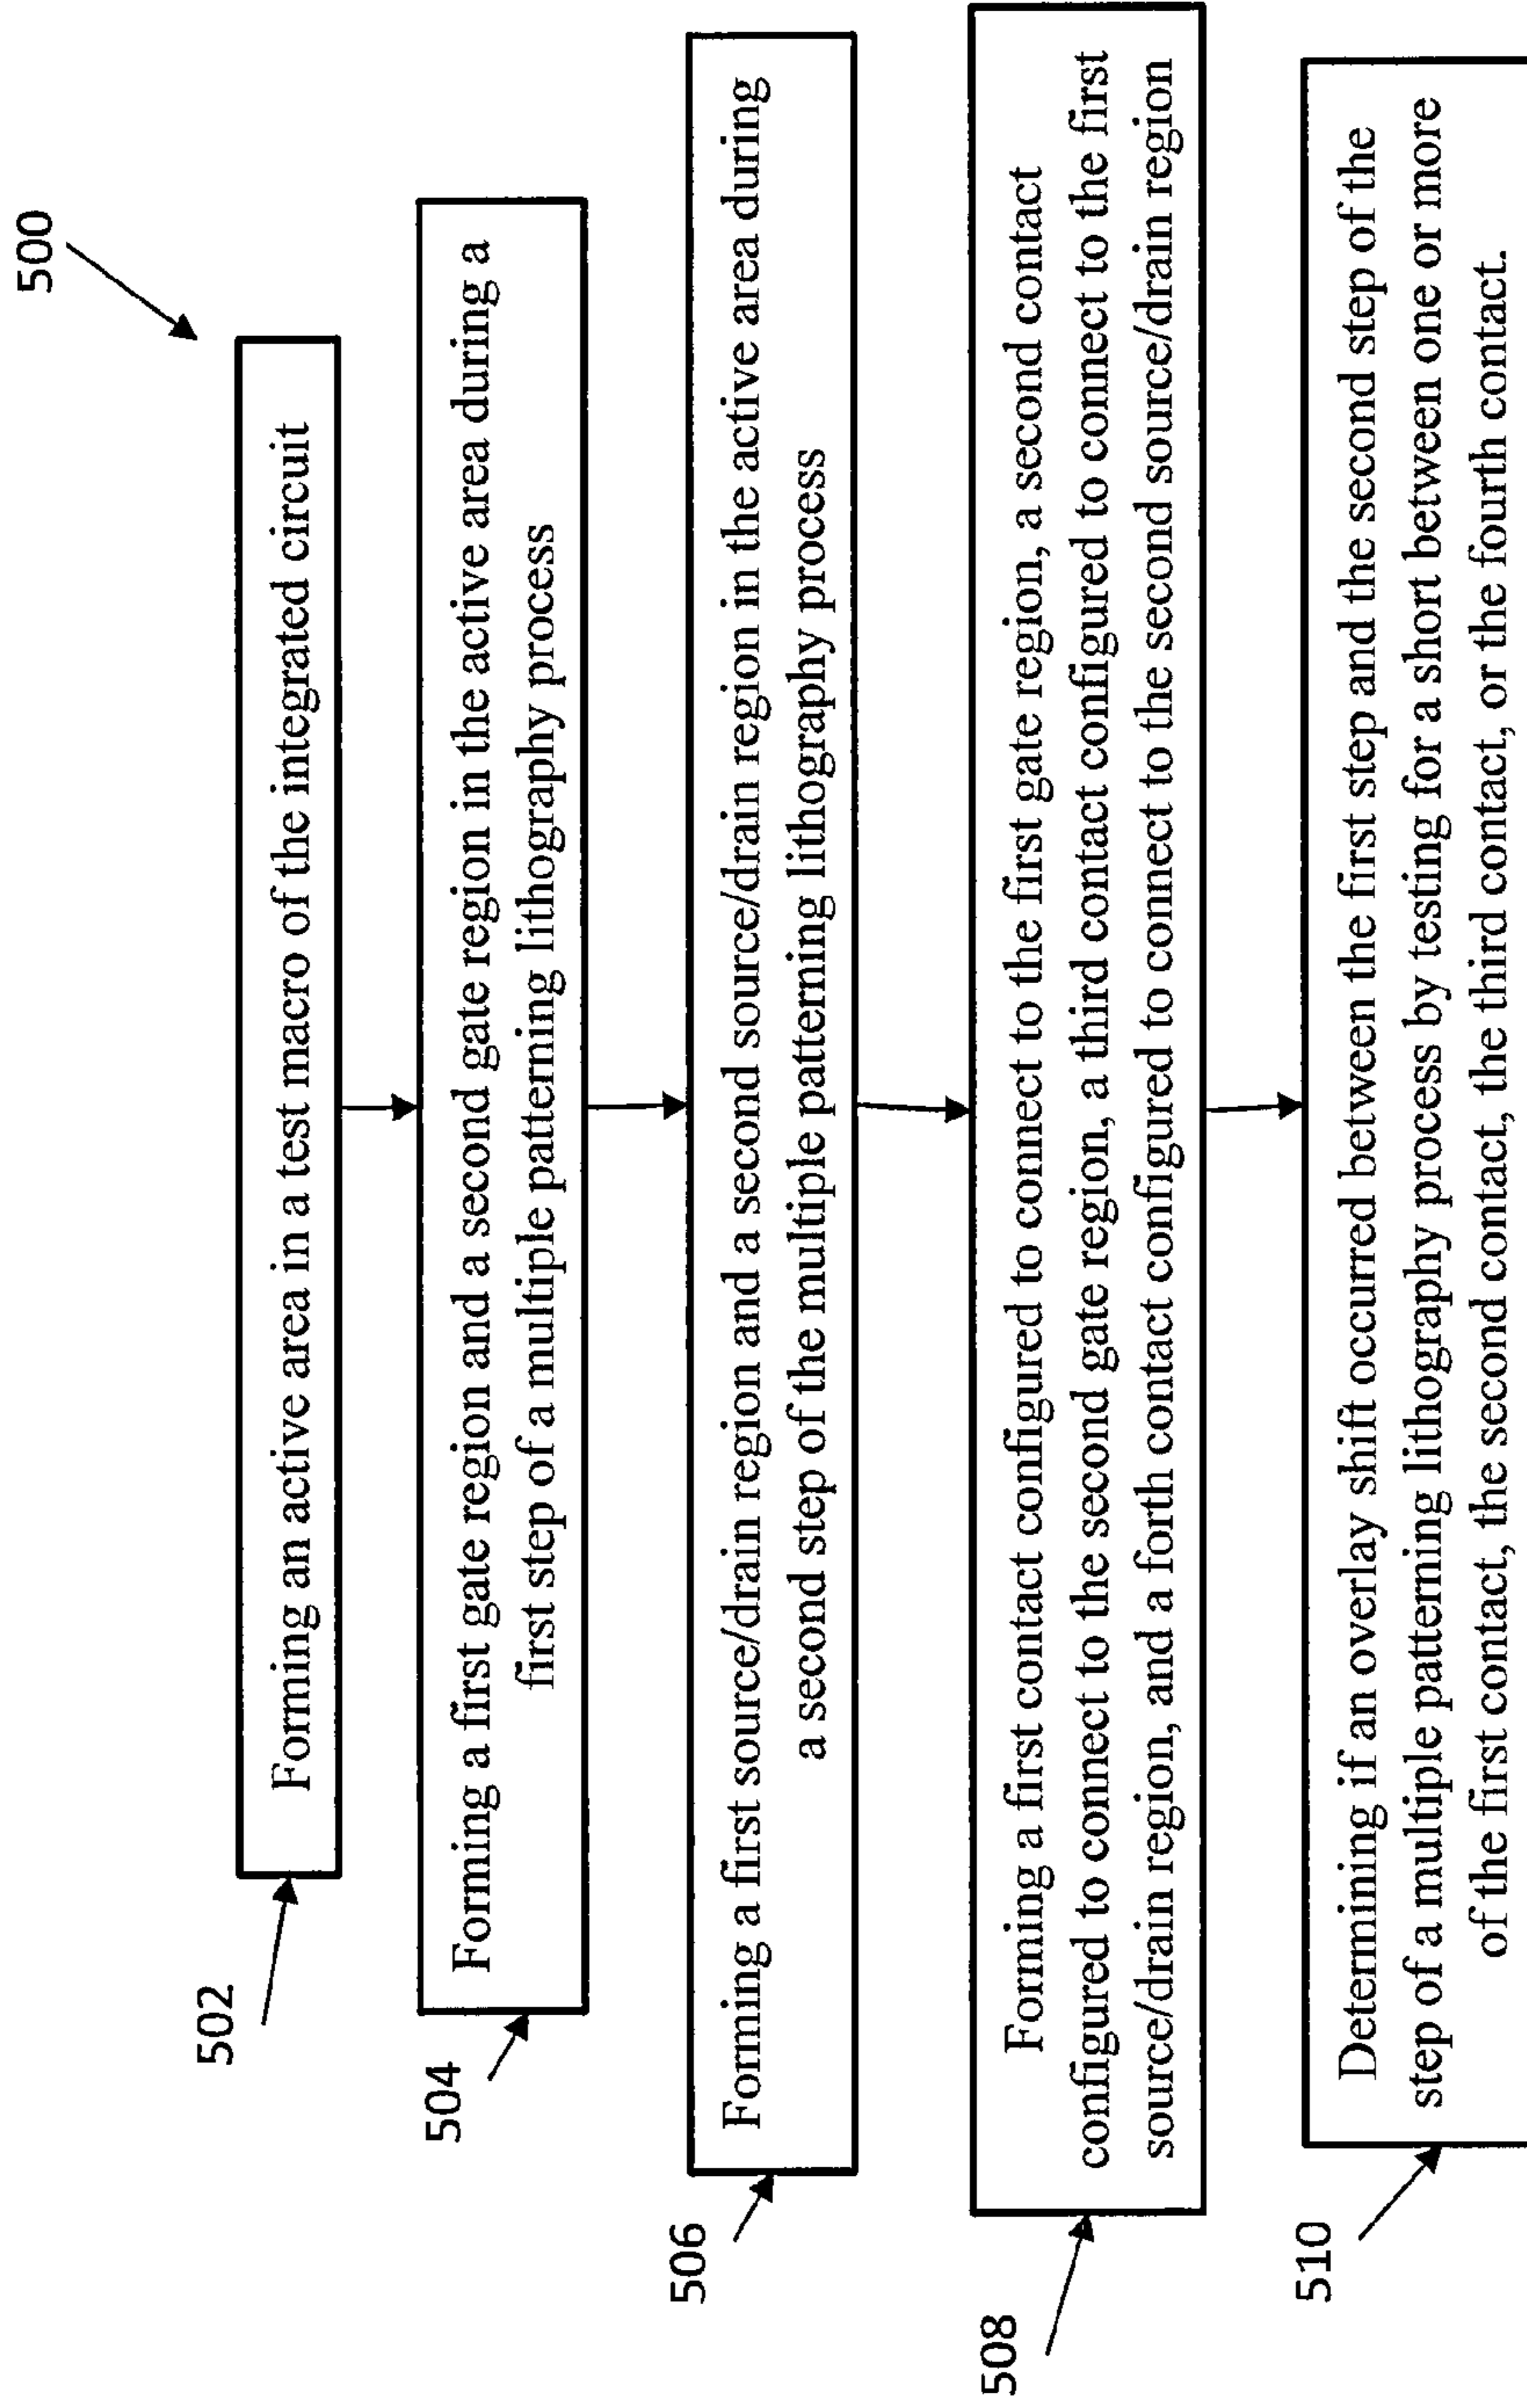 500
502
Forming an active area in a test macro of the integrated circuit
504
Forming a first gate region and a second gate region in the active area during a
first step of a multiple patterning lithography process
506
Forming a first source/drain region and a second source/drain region in the active area during
a second step of the multiple patterning lithography process
508
Forming a first contact configured to connect to the first gate region, a second contact
configured to connect to the second gate region, a third contact configured to connect to the first
source/drain region, and a forth contact configured to connect to the second source/drain region
510
Determining if an overlay shift occurred between the first step and the second step of the
step of a multiple patterning lithography process by testing for a short between one or more
of the first contact, the second contact, the third contact, or the fourth contact.